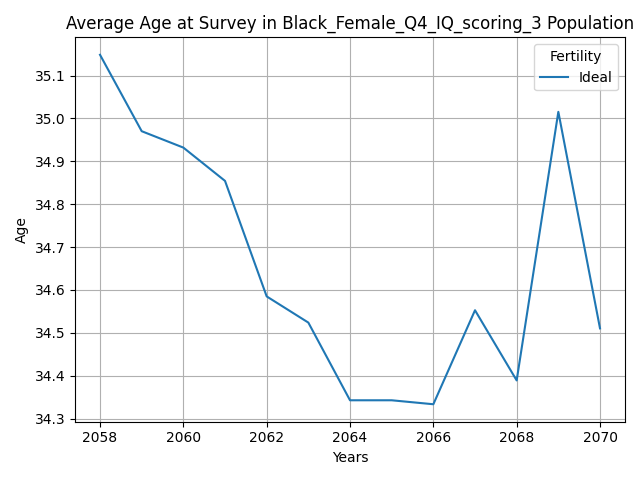 Average Age at Survey in Black_Female_Q4_IQ_scoring_3 Population
Fertility
Ideal
35.1
35.0
34.9
34.8
34.7
34.6
34.5
34.4
34.3
Age
2058 2060 2062 2064 2066 2068 2070
Years